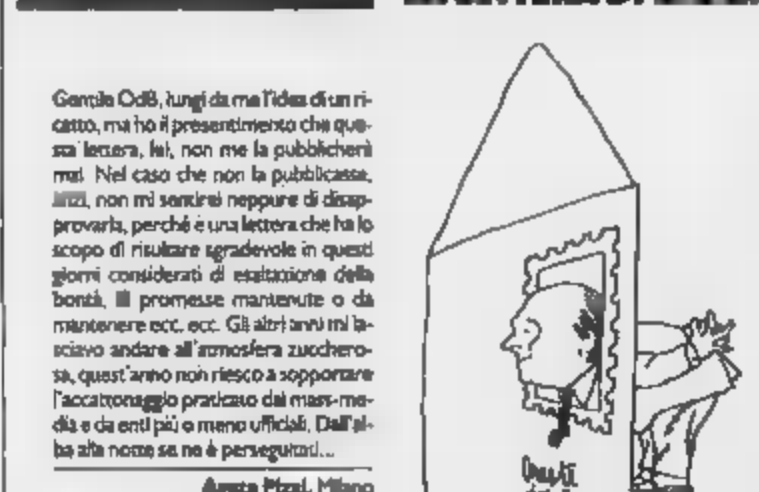 Gentile OdB, lungi da me l'idea di un ri-
catto, ma ho il presentimento che que-
sta lettera, lei, non me la pubblicherà
mai. Nel caso che non la pubblicasse,
anzi, non mi sentirei neppure di disap-
provarla, perché è una lettera che ha lo
scopo di risultare sgradevole in questi
giorni considerati di esaltazione della
bontà, di promesse mantenute o da
mantenere ecc. ecc. Gli altri anni mi la-
sciavo andare all'atmosfera zucchero-
sa, quest'anno non riesco a sopportare
l'accattonaggio praticato dai mass-me-
dia e da enti più o meno ufficiali. Dall'al-
ba alla notte se ne è perseguitati...
Milano